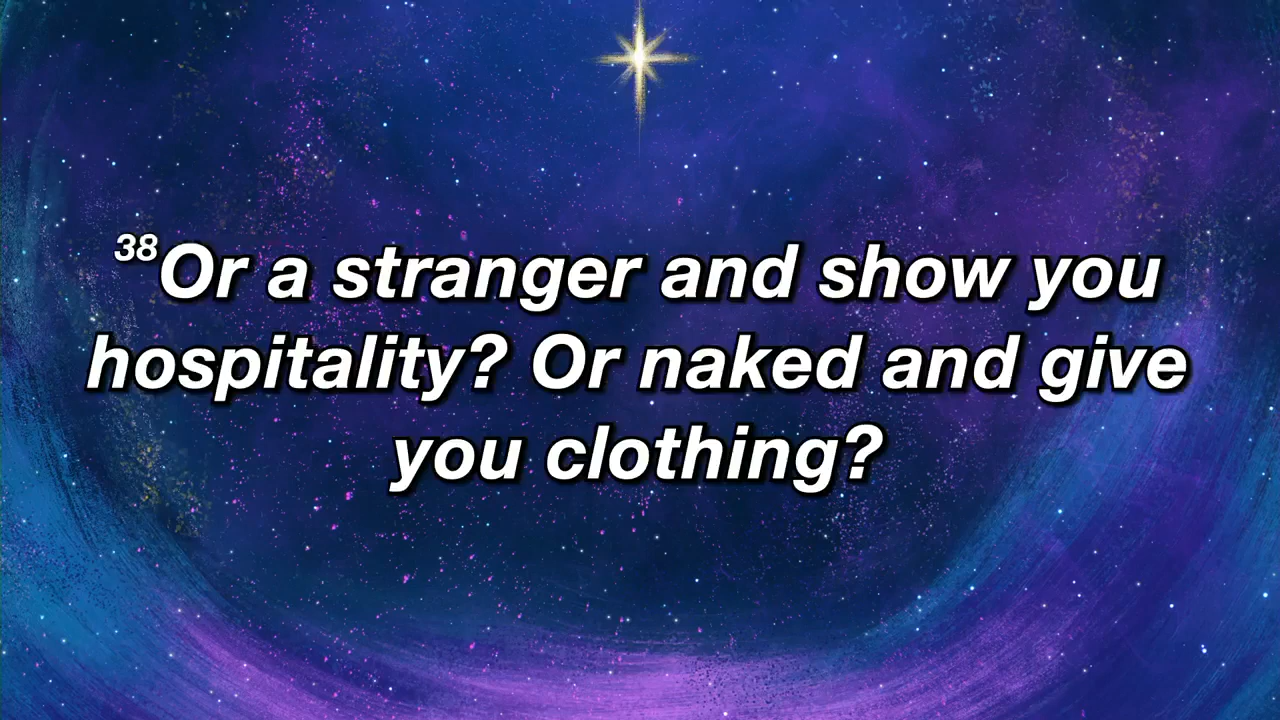 38Or a stranger and show you
hospitality? Or naked and give
you clothing?